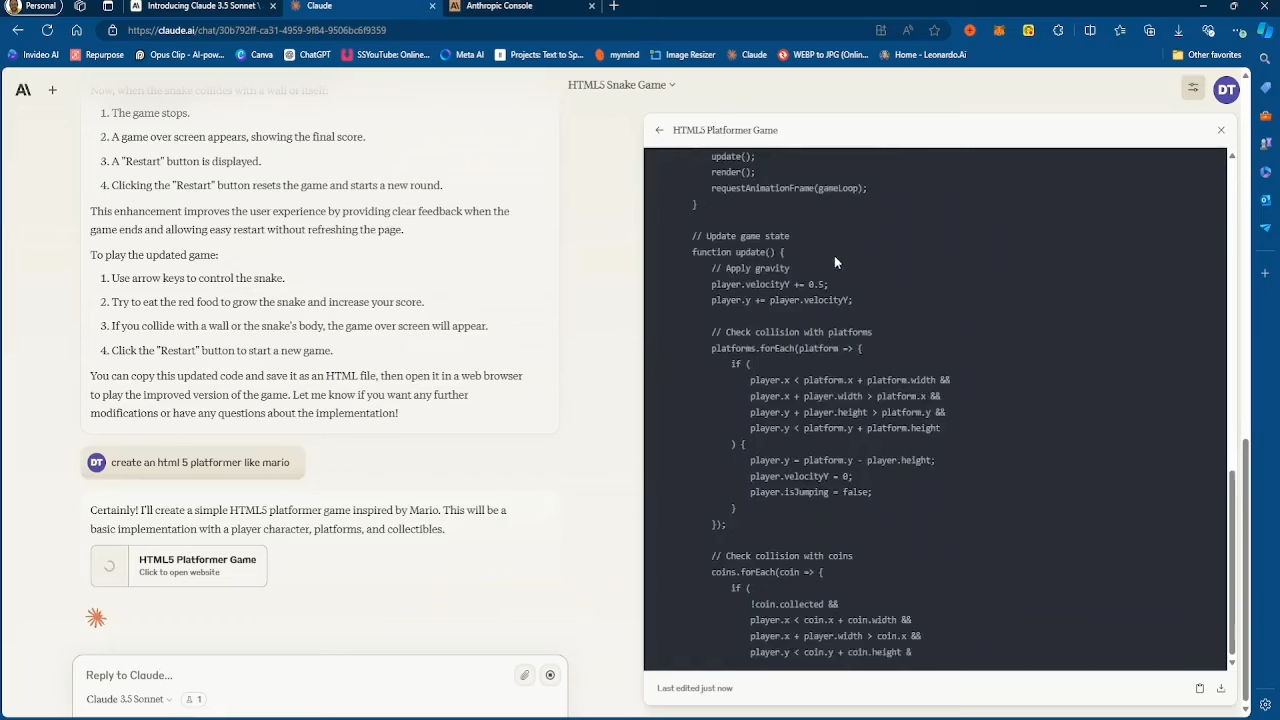 Personal
Introducing Claude 3.5 Sonnet \
Claude
Anthropic Console
https://claude.ai/chat/30b792ff-ca31-4959-9f84-9506bc6f9359
Invideo AI
Opus Clip - AI-pow...
Canva
ChatGPT
SSYouTube: Online...
Meta AI
Projects: Text to Sp...
mymind
Image Resizer
Claude
WEBP to JPG (Onlin...
Home - Leonardo.Ai
Other favorites
HTML5 Snake Game
DT
Now, when the snake collides with a wall or itself:
1. The game stops.
2. A game over screen appears, showing the final score.
3. A "Restart" button is displayed.
4. Clicking the "Restart" button resets the game and starts a new round.
This enhancement improves the user experience by providing clear feedback when the
game ends and allowing easy restart without refreshing the page.
To play the updated game:
1. Use arrow keys to control the snake.
2. Try to eat the red food to grow the snake and increase your score.
3. If you collide with a wall or the snake's body, the game over screen will appear.
4. Click the "Restart" button to start a new game.
You can copy this updated code and save it as an HTML file, then open it in a web browser
to play the improved version of the game. Let me know if you want any further
modifications or have any questions about the implementation!
DT create an html 5 platformer like mario
Certainly! I'll create a simple HTML5 platformer game inspired by Mario. This will be a
basic implementation with a player character, platforms, and collectibles.
HTML5 Platformer Game
Click to open website
Reply to Claude...
Claude 3.5 Sonnet
1
HTML5 Platformer Game
update();
render();
requestAnimationFrame(gameLoop);
}
// Update game state
function update() {
// Apply gravity
player.velocityY += 0.5;
player.y += player.velocityY;
// Check collision with platforms
platforms.forEach(platform => {
if (
player.x < platform.x + platform.width &&
player.x + player.width > platform.x &&
player.y + player.height > platform.y &&
player.y < platform.y + platform.height
) {
player.y = platform.y - player.height;
player.velocityY = 0;
player.isJumping = false;
}
});
// Check collision with coins
coins.forEach(coin => {
if (
!coin.collected &&
player.x < coin.x + coin.width &&
player.x + player.width > coin.x &&
player.y < coin.y + coin.height &
Last edited just now